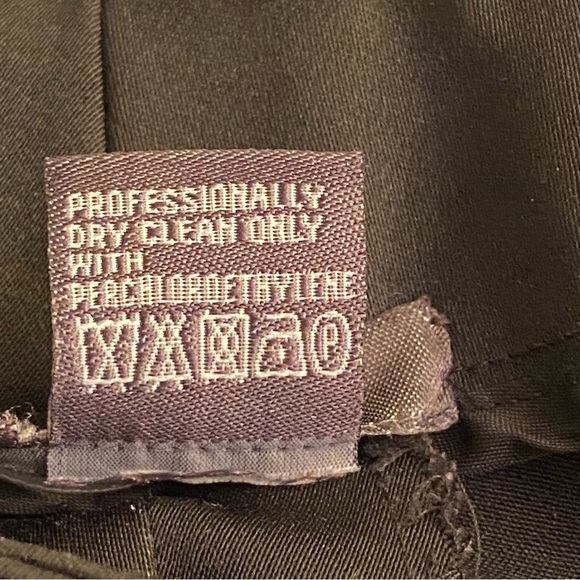 PROFESSIONALLY
DRY CLEAN ONLY
WITH
PERCHLOROETHYLENE
P